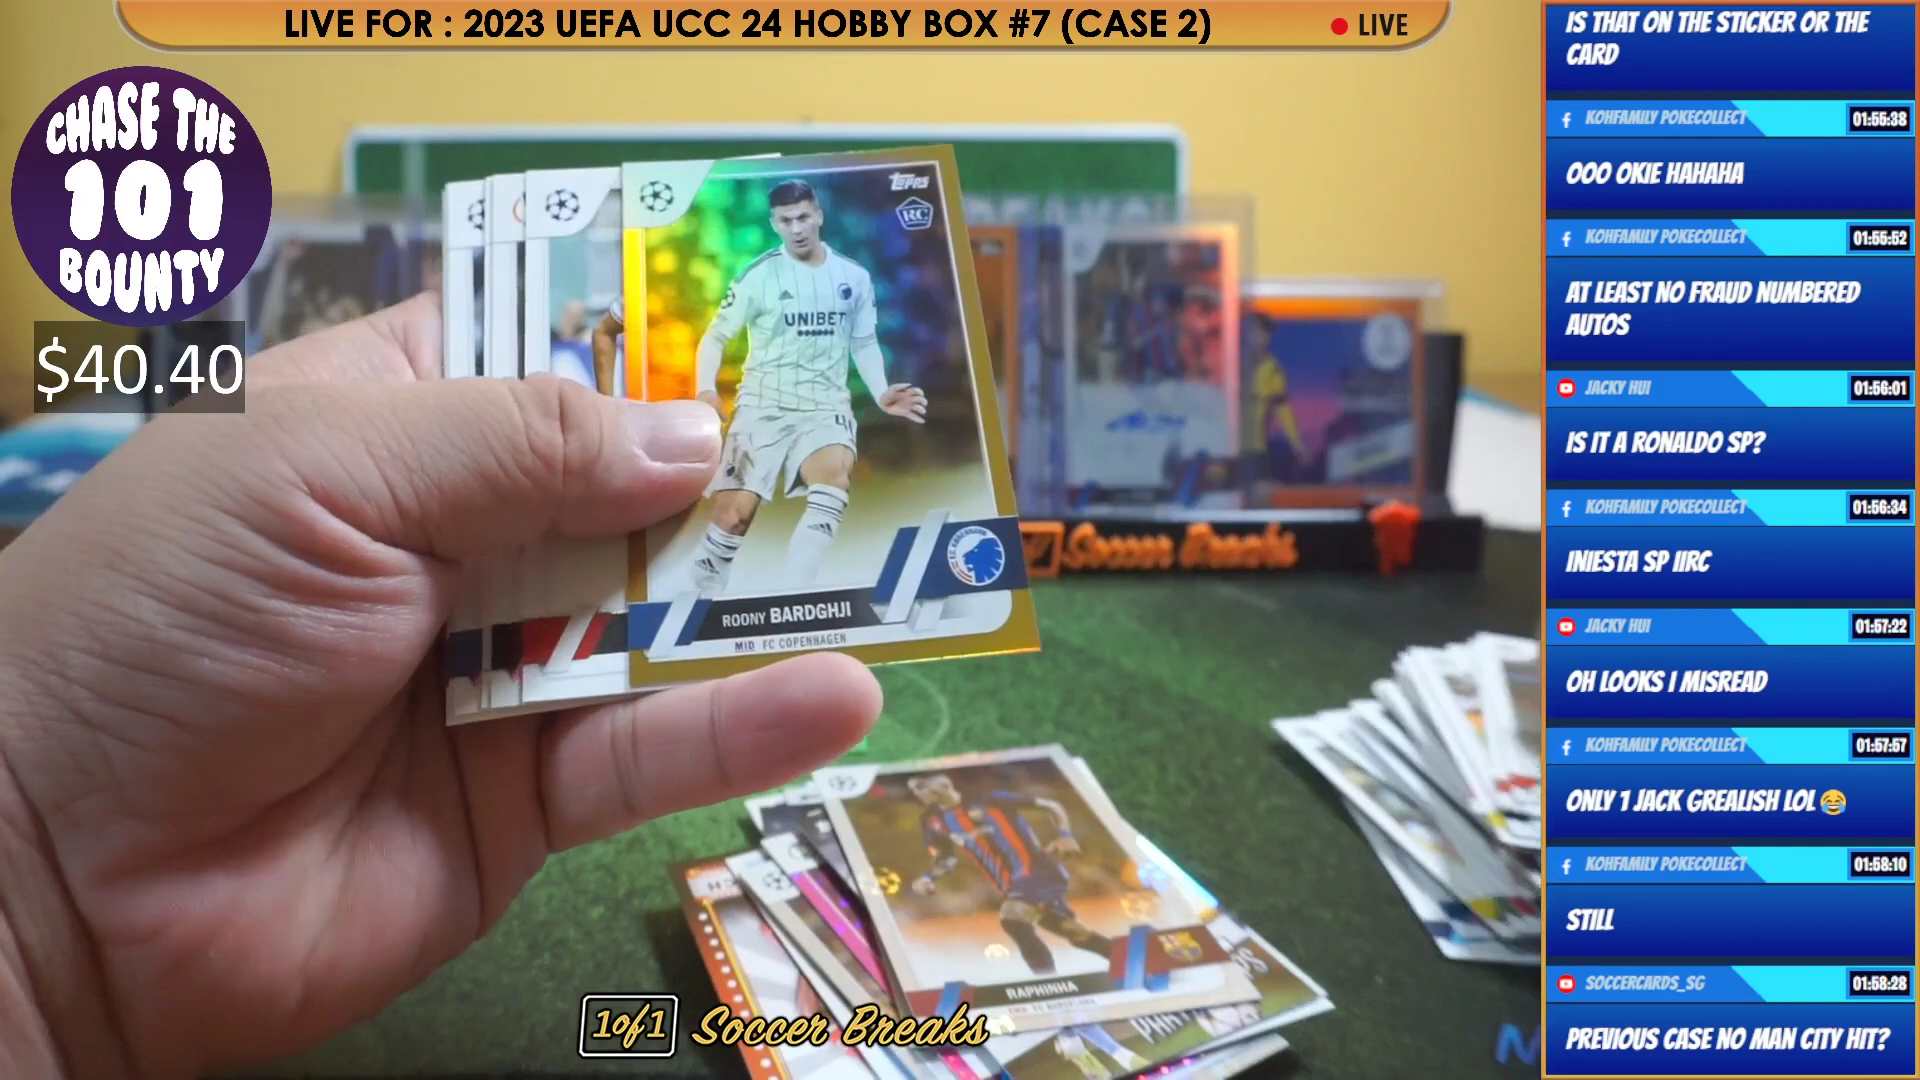 LIVE FOR : 2023 UEFA UCC 24 HOBBY BOX #7 (CASE 2)
LIVE
CHASE THE
101
BOUNTY
$40.40
Topps
RC
UNIBET
ROONY BARDGHJI
MID FC COPENHAGEN
Soccer Breaks
RAPHINHA
1of1 Soccer Breaks
IS THAT ON THE STICKER OR THE
CARD
KOHFAMILY POKECOLLECT 01:55:38
OOO OKIE HAHAHA
KOHFAMILY POKECOLLECT 01:55:52
AT LEAST NO FRAUD NUMBERED
AUTOS
JACKY HUI 01:56:01
IS IT A RONALDO SP?
KOHFAMILY POKECOLLECT 01:56:34
INIESTA SP IIRC
JACKY HUI 01:57:22
OH LOOKS I MISREAD
KOHFAMILY POKECOLLECT 01:57:57
ONLY 1 JACK GREALISH LOL 😂
KOHFAMILY POKECOLLECT 01:58:10
STILL
SOCCERCARDS_SG 01:58:28
PREVIOUS CASE NO MAN CITY HIT?